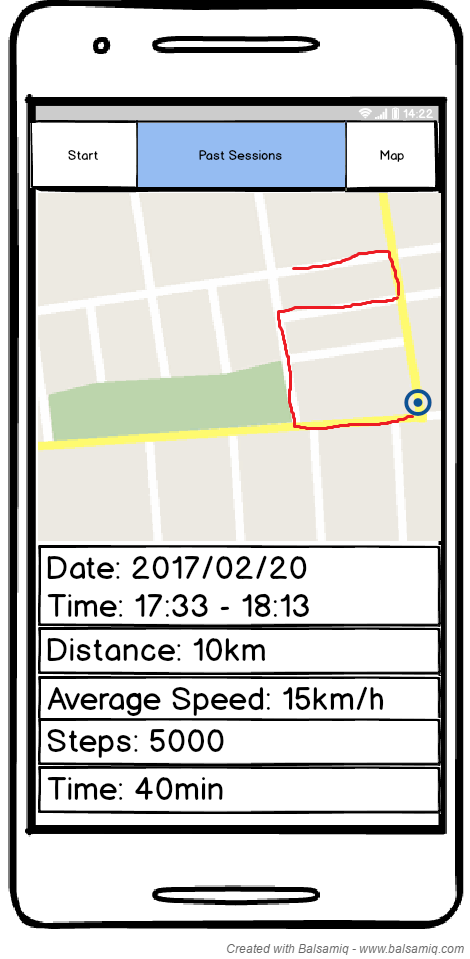 14:22
Start
Past Sessions
Map
Date: 2017/02/20
Time: 17:33 - 18:13
Distance: 10km
Average Speed: 15km/h
Steps: 5000
Time: 40min
Created with Balsamiq - www.balsamiq.com